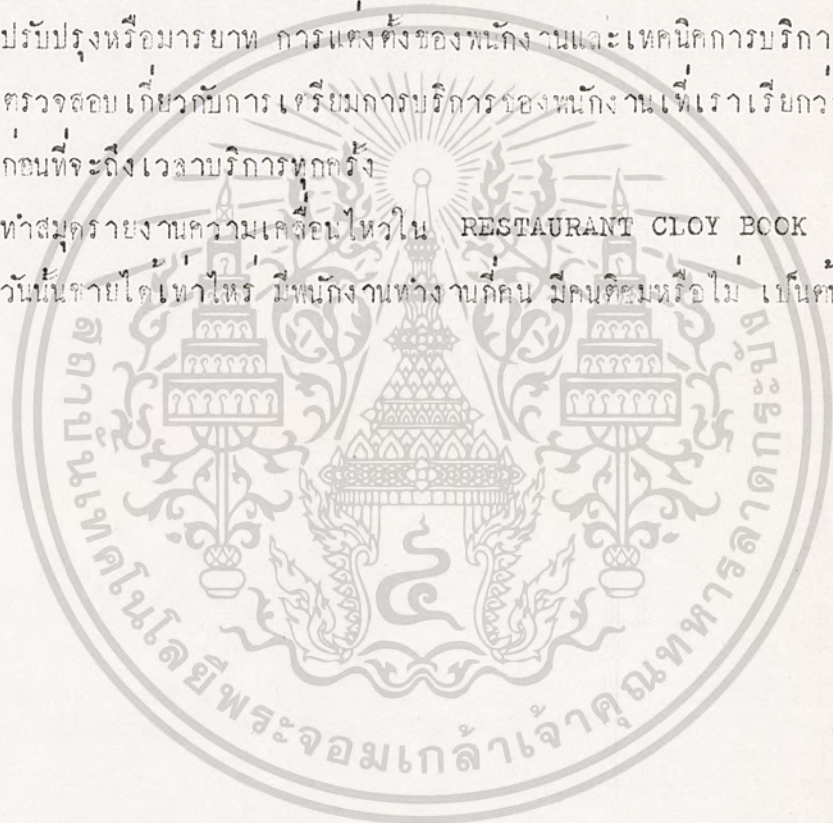 ปรับปรุงหรือมารยาท การแต่งตั้งของพนักงานและเทคนิคการบริกา
ตรวจสอบเกี่ยวกับการเตรียมการบริการของพนักงานเที่เราเรียกว
ก่อนที่จะถึงเวลาบริการทุกครั้ง
ทำสมุดรายงานความเคลื่อนไหวใน RESTAURANT CLOY BOOK
วันนั้นขายได้เท่าไหร่ มีพนักงานทำงานกี่คน มีคนติชมหรือไม่ เป็นต้
สถาบันเทคโนโลยีพระจอมเกล้าเจ้าคุณทหารลาดกระบัง